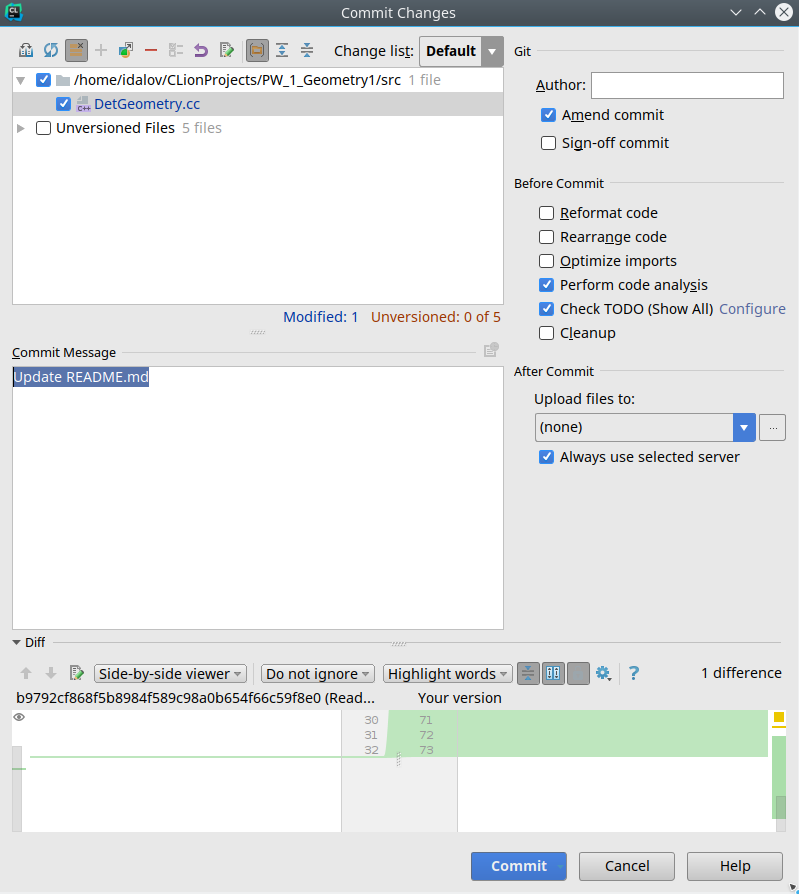 Commit Changes
Change list: Default
/home/idalov/CLionProjects/PW_1_Geometry1/src 1 file
DetGeometry.cc
Unversioned Files 5 files
Modified: 1 Unversioned: 0 of 5
Commit Message
Update README.md
Git
Author:
Amend commit
Sign-off commit
Before Commit
Reformat code
Rearrange code
Optimize imports
Perform code analysis
Check TODO (Show All) Configure
Cleanup
After Commit
Upload files to:
(none)
...
Always use selected server
Diff
Side-by-side viewer Do not ignore Highlight words ? 1 difference
b9792cf868f5b8984f589c98a0b654f66c59f8e0 (Read... Your version
30 71
31 72
32 73
Commit Cancel Help